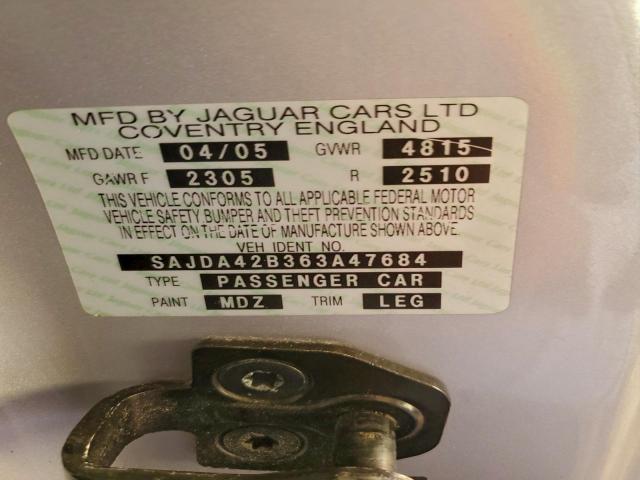 MFD BY JAGUAR CARS LTD
COVENTRY ENGLAND
MFD DATE 04/05 GVWR 4815
GAWR F 2305 R 2510
THIS VEHICLE CONFORMS TO ALL APPLICABLE FEDERAL MOTOR
VEHICLE SAFETY BUMPER AND THEFT PREVENTION STANDARDS
IN EFFECT ON THE DATE OF MANUFACTURE SHOWN ABOVE.
VEH IDENT NO.
SAJDA42B363A47684
TYPE PASSENGER CAR
PAINT MDZ TRIM LEG